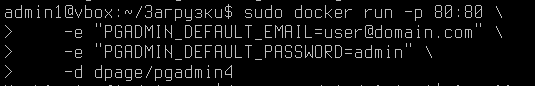 admin1@vbox:~/Загрузки$ sudo docker run -p 80:80 \
>     -e "PGADMIN_DEFAULT_EMAIL=user@domain.com" \
>     -e "PGADMIN_DEFAULT_PASSWORD=admin" \
>     -d dpage/pgadmin4